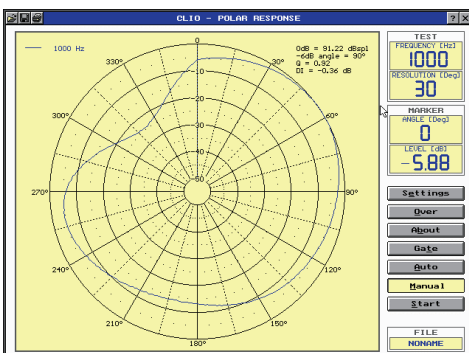 CLIO - POLAR RESPONSE
1000 Hz
0dB = 91.22 dBspl
-6dB angle = 90°
Q = 0.92
DI = -0.36 dB
0
30°
60°
90°
120°
150°
180°
210°
240°
270°
300°
330°
-10
-20
-30
-40
-60
TEST
FREQUENCY [Hz]
1000
RESOLUTION [Deg]
30
MARKER
ANGLE [Deg]
0
LEVEL [dB]
-5.88
Settings
Over
About
Gate
Auto
Manual
Start
FILE
NONAME